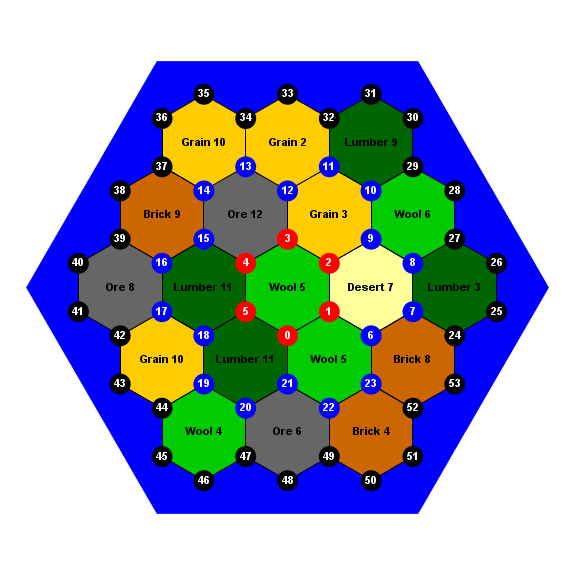 35 33 31
36 34 32 30
Grain 10 Grain 2 Lumber 9
37 13 11 29
38 14 12 10 28
Brick 9 Ore 12 Grain 3 Wool 6
39 15 3 9 27
40 16 4 2 8 26
Ore 8 Lumber 11 Wool 5 Desert 7 Lumber 3
41 17 5 1 7 25
42 18 0 6 24
Grain 10 Lumber 11 Wool 5 Brick 8
43 19 21 23 53
44 20 22 52
Wool 4 Ore 6 Brick 4
45 47 49 51
46 48 50